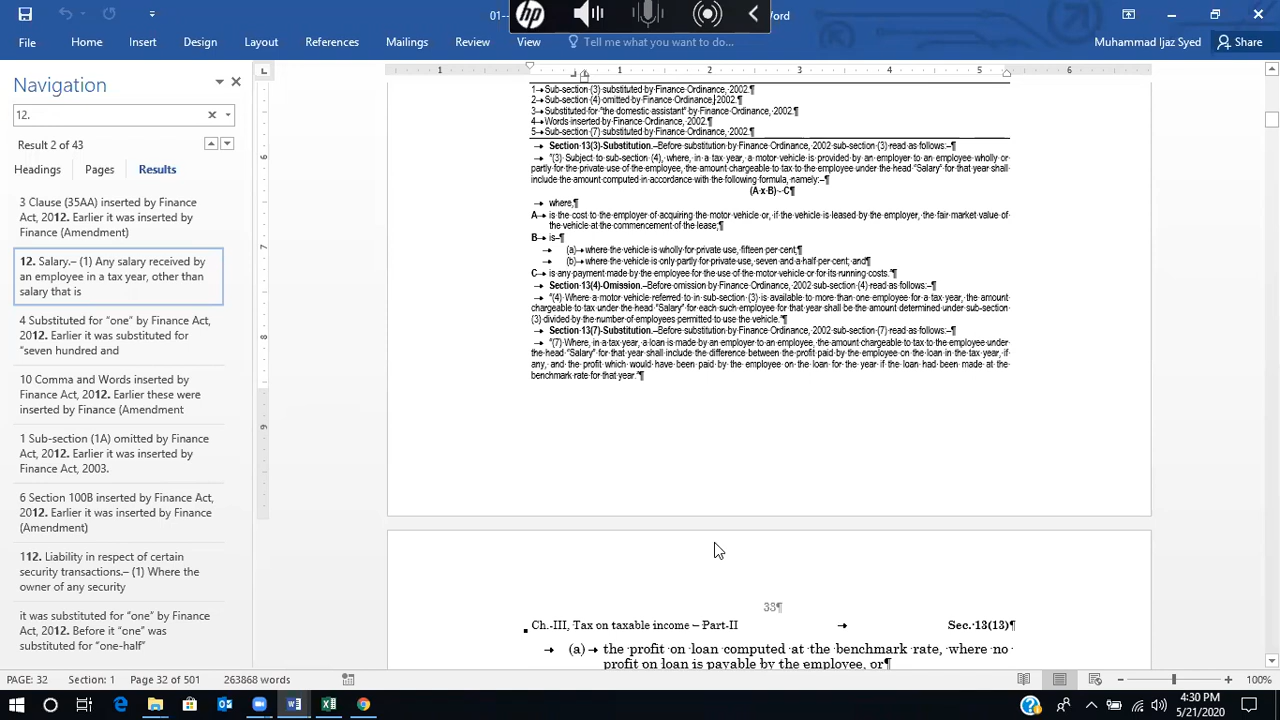 01--
Word
File
Home
Insert
Design
Layout
References
Mailings
Review
View
Tell me what you want to do...
Muhammad Ijaz Syed
Share
Navigation
12.
Result 2 of 43
Headings
Pages
Results
3 Clause (35AA) inserted by Finance
Act, 2012. Earlier it was inserted by
Finance Act, 2012. (Amendment)
12. Salary.– (1) Any salary received by
an employee in a tax year, other than
salary that is
4 Substituted for “one” by Finance Act,
2012. Earlier it was substituted for
“seven hundred and
10 Comma and Words inserted by
Finance Act, 2012. Earlier these were
inserted by Finance (Amendment
1 Sub-section (1A) omitted by Finance
Act, 2012. Earlier it was inserted by
Finance Act, 2003.
6 Section 100B inserted by Finance Act,
2012. Earlier it was inserted by Finance
(Amendment)
112. Liability in respect of certain
security transactions.– (1) Where the
owner of any security
it was substituted for “one” by Finance
Act, 2012. Before it “one” was
substituted for “one-half”
1 1 2 3 4 5 6
6
7
8
9
1 Sub-section (3) substituted by Finance Ordinance, 2002.¶
2 Sub-section (4) omitted by Finance Ordinance, 2002.¶
3 Substituted for “the domestic assistant” by Finance Ordinance, 2002.¶
4 Words inserted by Finance Ordinance, 2002.¶
5 Sub-section (7) substituted by Finance Ordinance, 2002.¶
Section 13(3) Substitution.–Before substitution by Finance Ordinance, 2002 sub-section (3) read as follows:–¶
“(3) Subject to sub-section (4), where, in a tax year, a motor vehicle is provided by an employer to an employee wholly or
partly for the private use of the employee, the amount chargeable to tax to the employee under the head “Salary” for that year shall
include the amount computed in accordance with the following formula, namely:–¶
(A x B) - C¶
where,¶
A is the cost to the employer of acquiring the motor vehicle or, if the vehicle is leased by the employer, the fair market value of
the vehicle at the commencement of the lease;¶
B is–¶
(a) where the vehicle is wholly for private use, fifteen per cent;¶
(b) where the vehicle is only partly for private use, seven and a half per cent; and¶
C is any payment made by the employee for the use of the motor vehicle or for its running costs.”¶
Section 13(4) Omission.–Before omission by Finance Ordinance, 2002 sub-section (4) read as follows:–¶
“(4) Where a motor vehicle referred to in sub-section (3) is available to more than one employee for a tax year, the amount
chargeable to tax under the head “Salary” for each such employee for that year shall be the amount determined under sub-section
(3) divided by the number of employees permitted to use the vehicle.”¶
Section 13(7) Substitution.–Before substitution by Finance Ordinance, 2002 sub-section (7) read as follows:–¶
“(7) Where, in a tax year, a loan is made by an employer to an employee, the amount chargeable to tax to the employee under
the head “Salary” for that year shall include the difference between the profit paid by the employee on the loan in the tax year, if
any, and the profit which would have been paid by the employee on the loan for the year if the loan had been made at the
benchmark rate for that year.”¶
33¶
Ch.-III, Tax on taxable income – Part-II Sec. 13(13)¶
(a) the profit on loan computed at the benchmark rate, where no
profit on loan is payable by the employee, or¶
PAGE: 32
Section: 1
Page 32 of 501
263868 words
100%
4:30 PM
5/21/2020